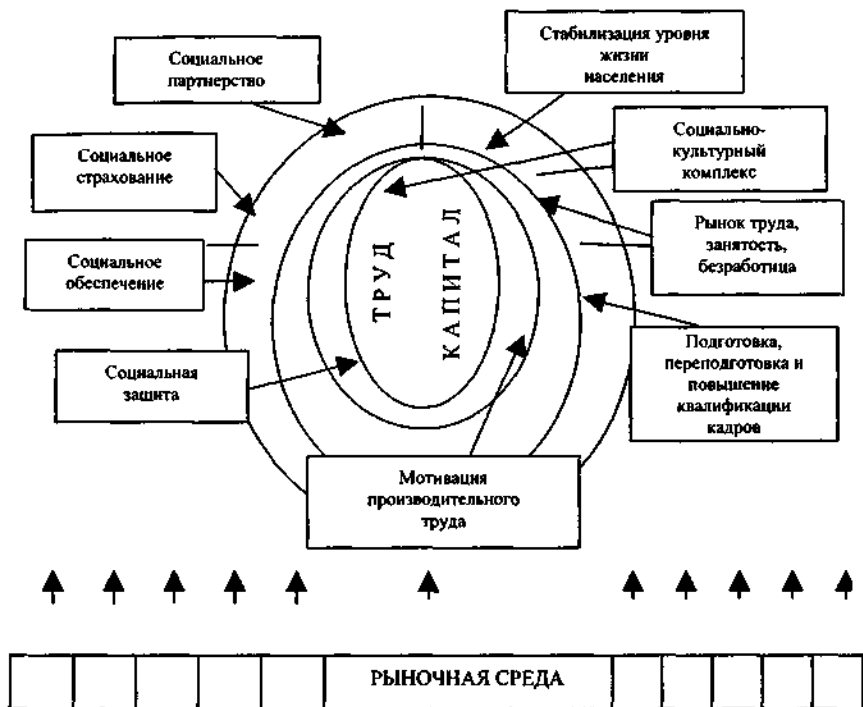 Социальное
партнерство
Стабилизация уровня
жизни
населения
Социальное
страхование
Социально-
культурный
комплекс
Социальное
обеспечение
Рынок труда,
занятость,
безработица
ТРУД
КАПИТАЛ
Социальная
защита
Подготовка,
переподготовка и
повышение
квалификации
кадров
Мотивация
производительного
труда
РЫНОЧНАЯ СРЕДА